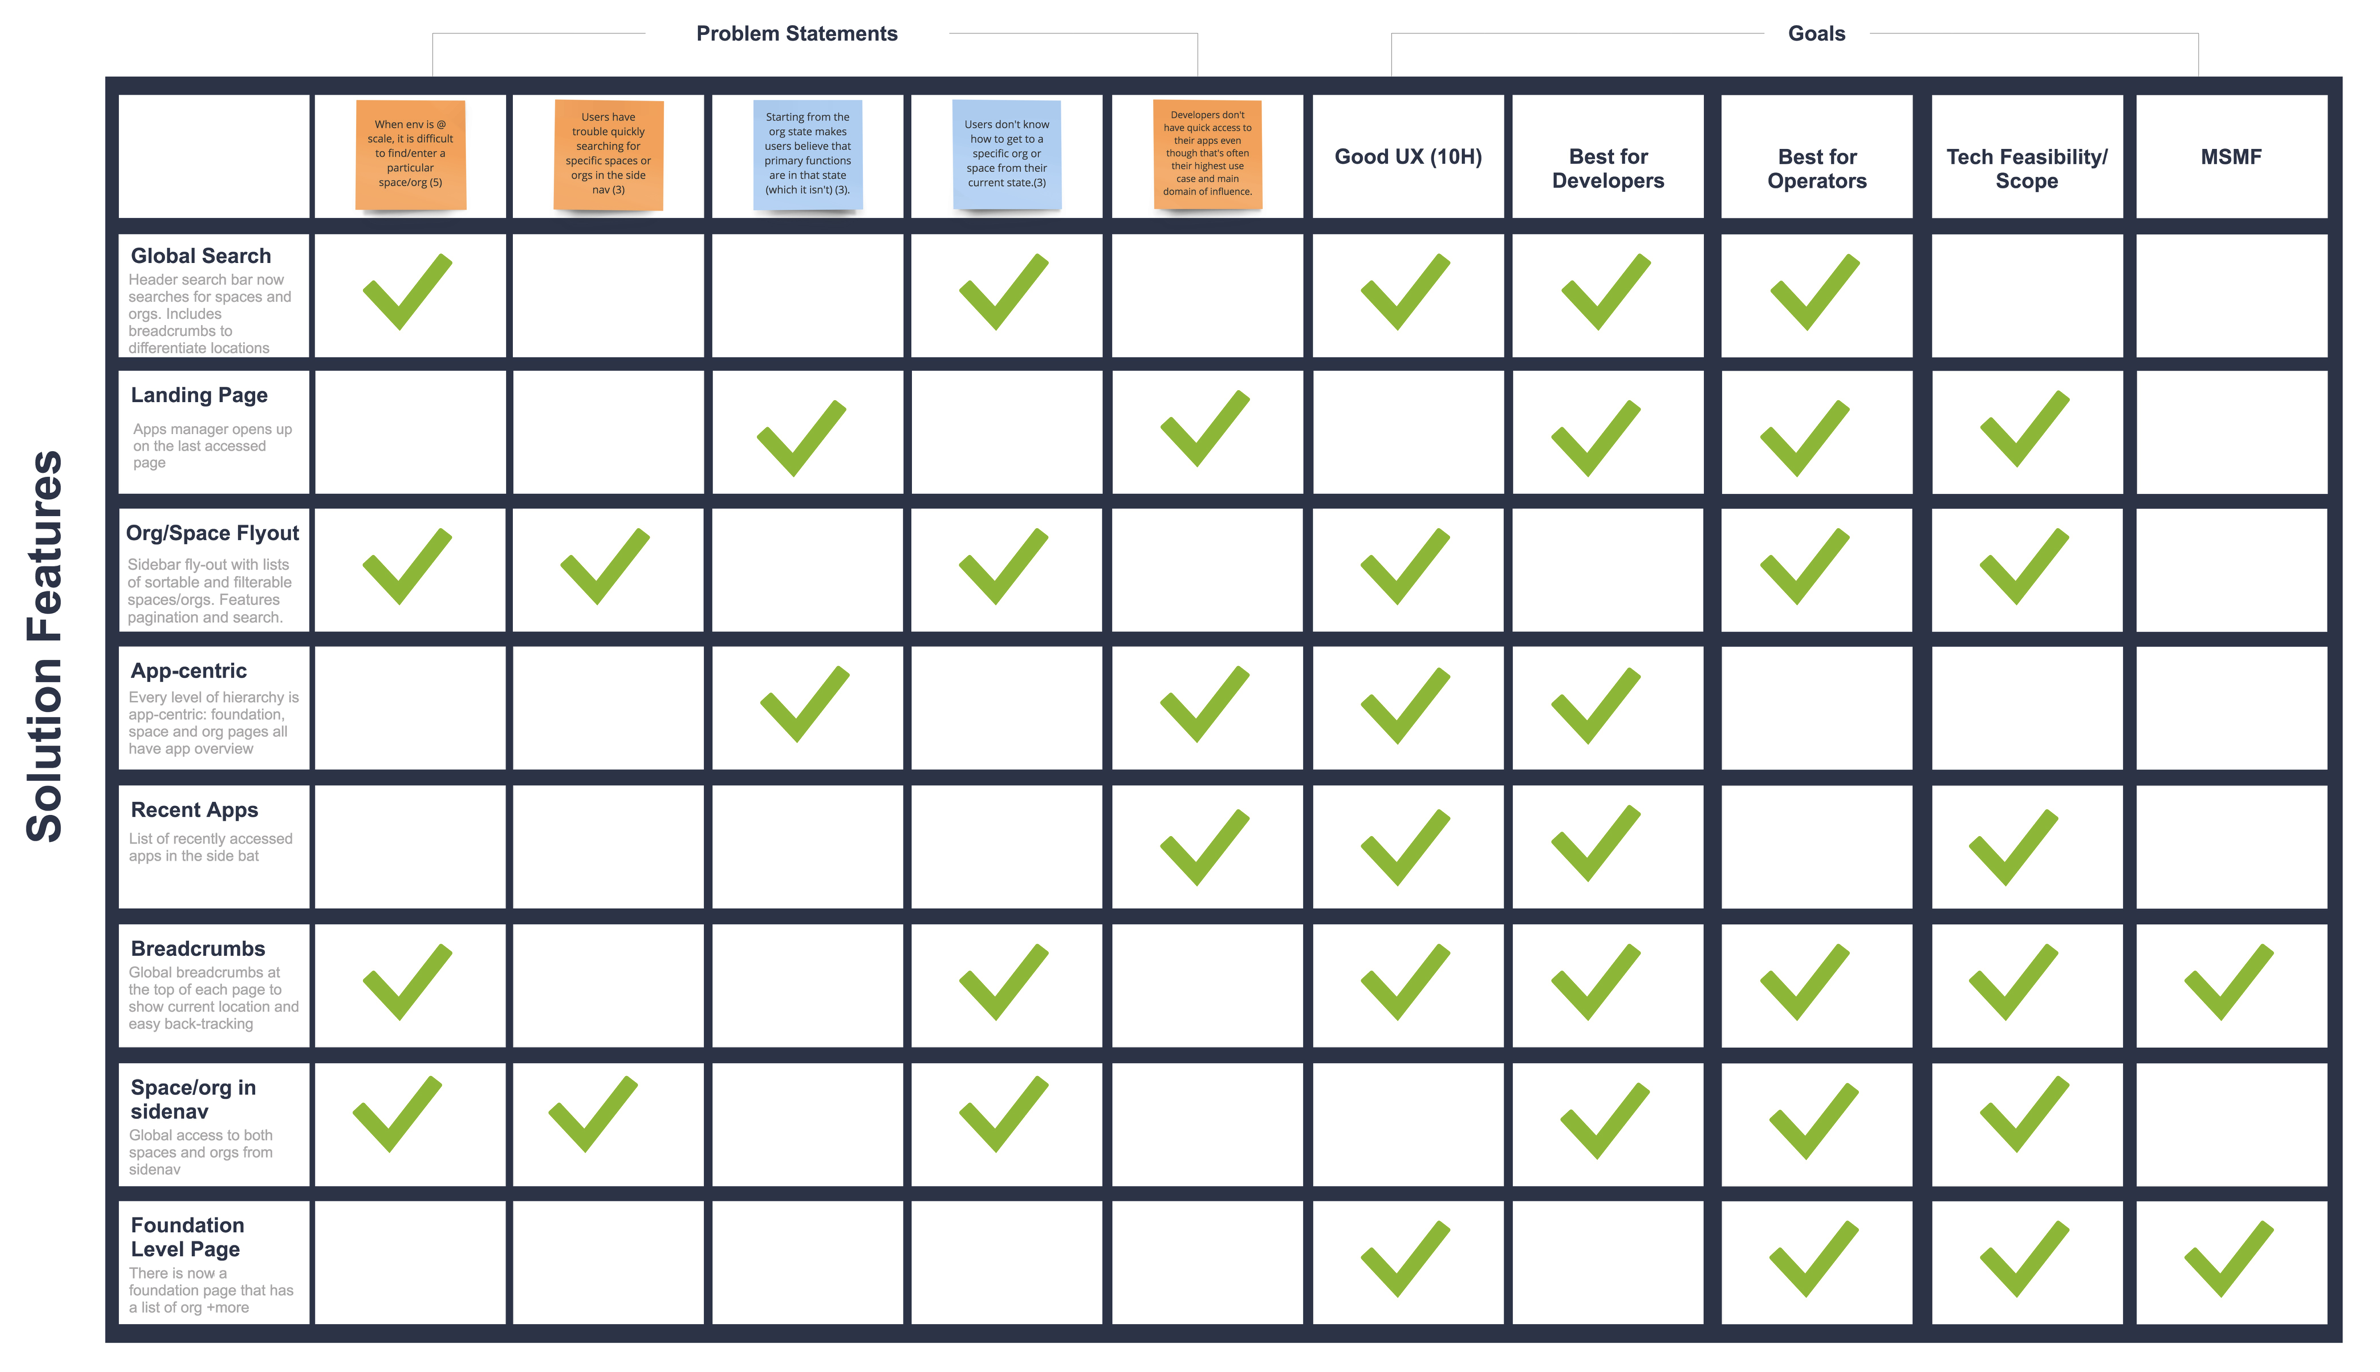 Problem Statements
Goals
When env is @
scale, it is difficult
to find/enter a
particular
space/org (5)
Users have
trouble quickly
searching for
specific spaces or
orgs in the side
nav (3)
Starting from the
org state makes
users believe that
primary functions
are in that state
(which it isn't) (3).
Users don't know
how to get to a
specific org or
space from their
current state.(3)
Developers don't
have quick access to
their apps even
though that's often
their highest use
case and main
domain of influence.
Good UX (10H)
Best for
Developers
Best for
Operators
Tech Feasibility/
Scope
MSMF
Solution Features
Global Search
Header search bar now
searches for spaces and
orgs. Includes
breadcrumbs to
differentiate locations
Landing Page
Apps manager opens up
on the last accessed
page
Org/Space Flyout
Sidebar fly-out with lists
of sortable and filterable
spaces/orgs. Features
pagination and search.
App-centric
Every level of hierarchy is
app-centric: foundation,
space and org pages all
have app overview
Recent Apps
List of recently accessed
apps in the side bat
Breadcrumbs
Global breadcrumbs at
the top of each page to
show current location and
easy back-tracking
Space/org in
sidenav
Global access to both
spaces and orgs from
sidenav
Foundation
Level Page
There is now a
foundation page that has
a list of org +more